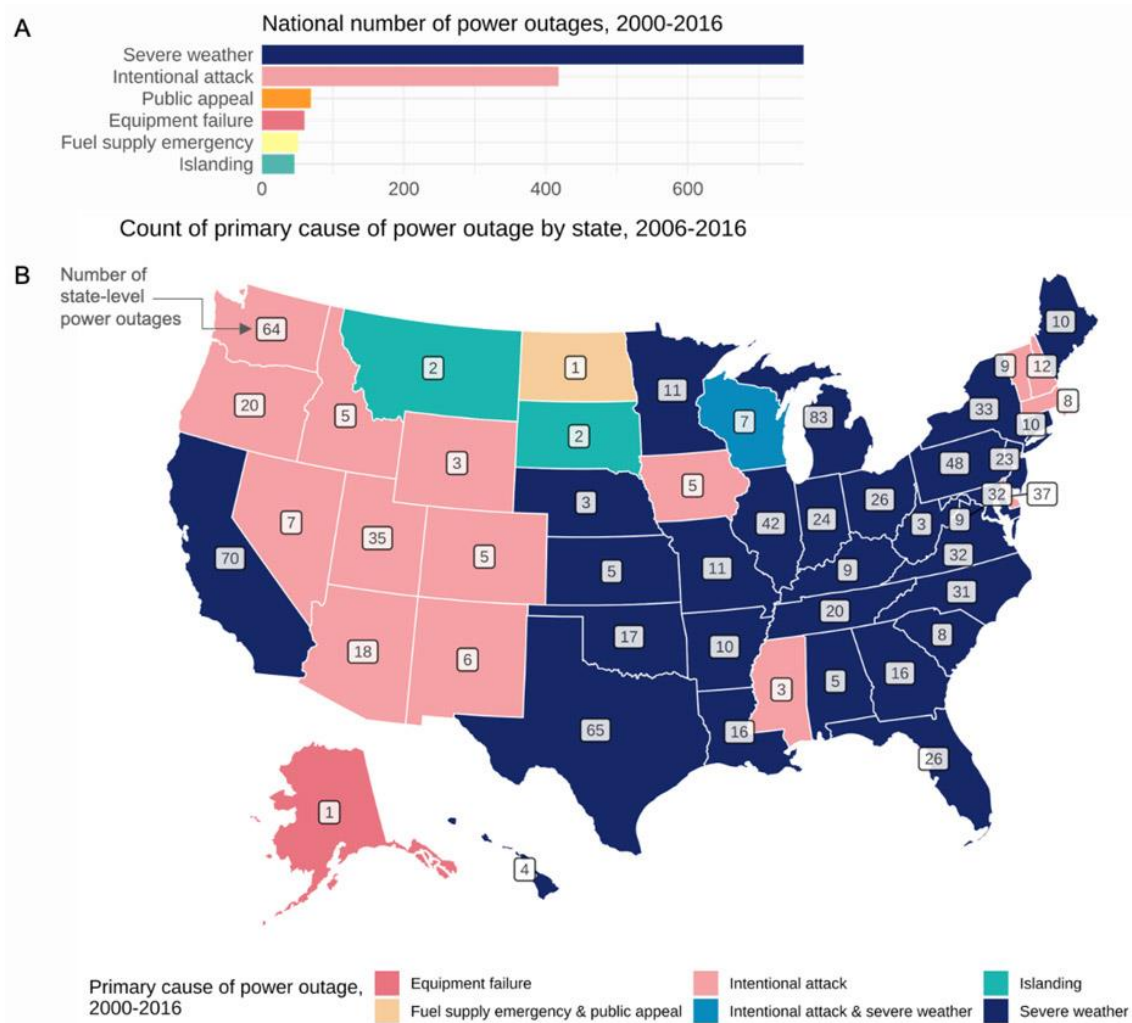 A
National number of power outages, 2000-2016
Severe weather
Intentional attack
Public appeal
Equipment failure
Fuel supply emergency
Islanding
0 200 400 600
Count of primary cause of power outage by state, 2006-2016
B
Number of
state-level
power outages
64
2
1
11
10
9
12
20
5
7
83
33
8
2
10
3
5
48
23
3
26
32
37
7
42
24
3
9
70
35
5
5
11
9
32
20
31
17
10
8
18
6
3
5
16
65
16
26
1
4
Primary cause of power outage,
2000-2016
Equipment failure
Intentional attack
Islanding
Fuel supply emergency & public appeal
Intentional attack & severe weather
Severe weather